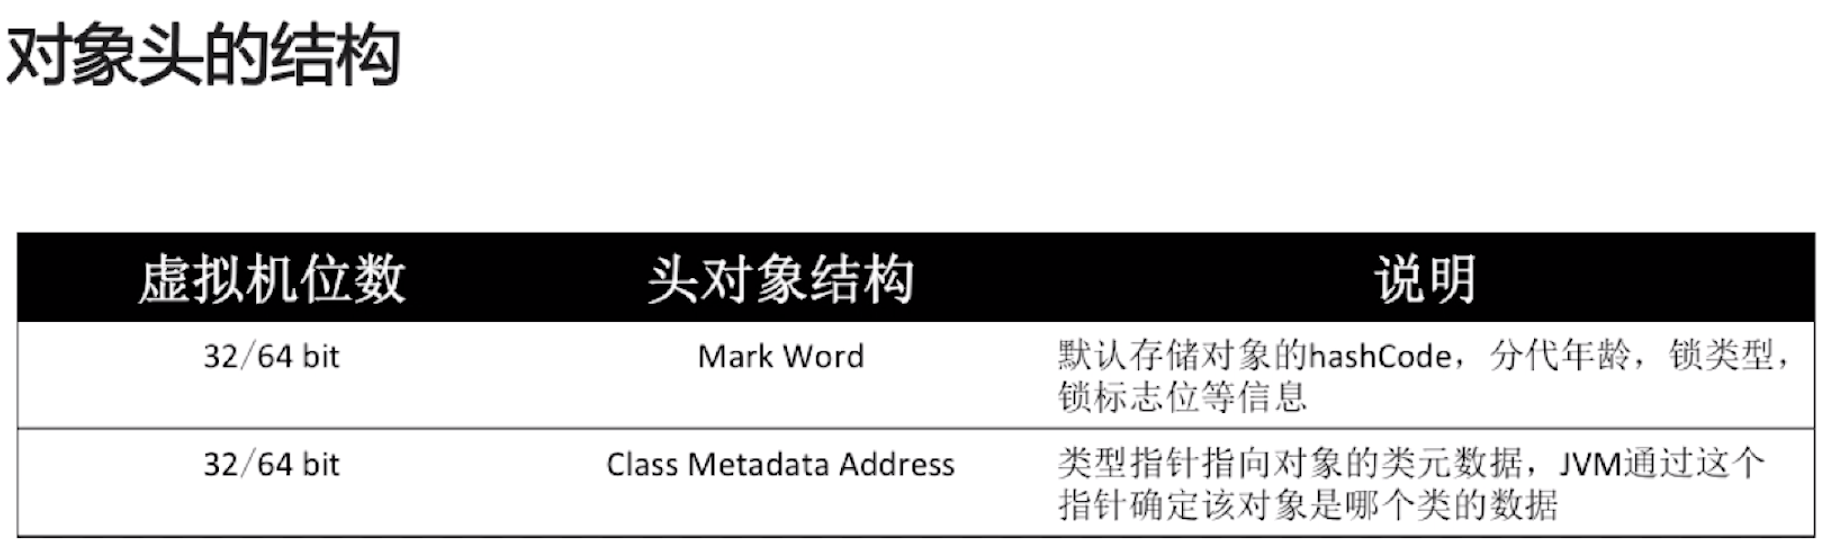 对象头的结构
虚拟机位数 头对象结构 说明
32/64 bit Mark Word 默认存储对象的hashCode，分代年龄，锁类型，
锁标志位等信息
32/64 bit Class Metadata Address 类型指针指向对象的类元数据，JVM通过这个
指针确定该对象是哪个类的数据